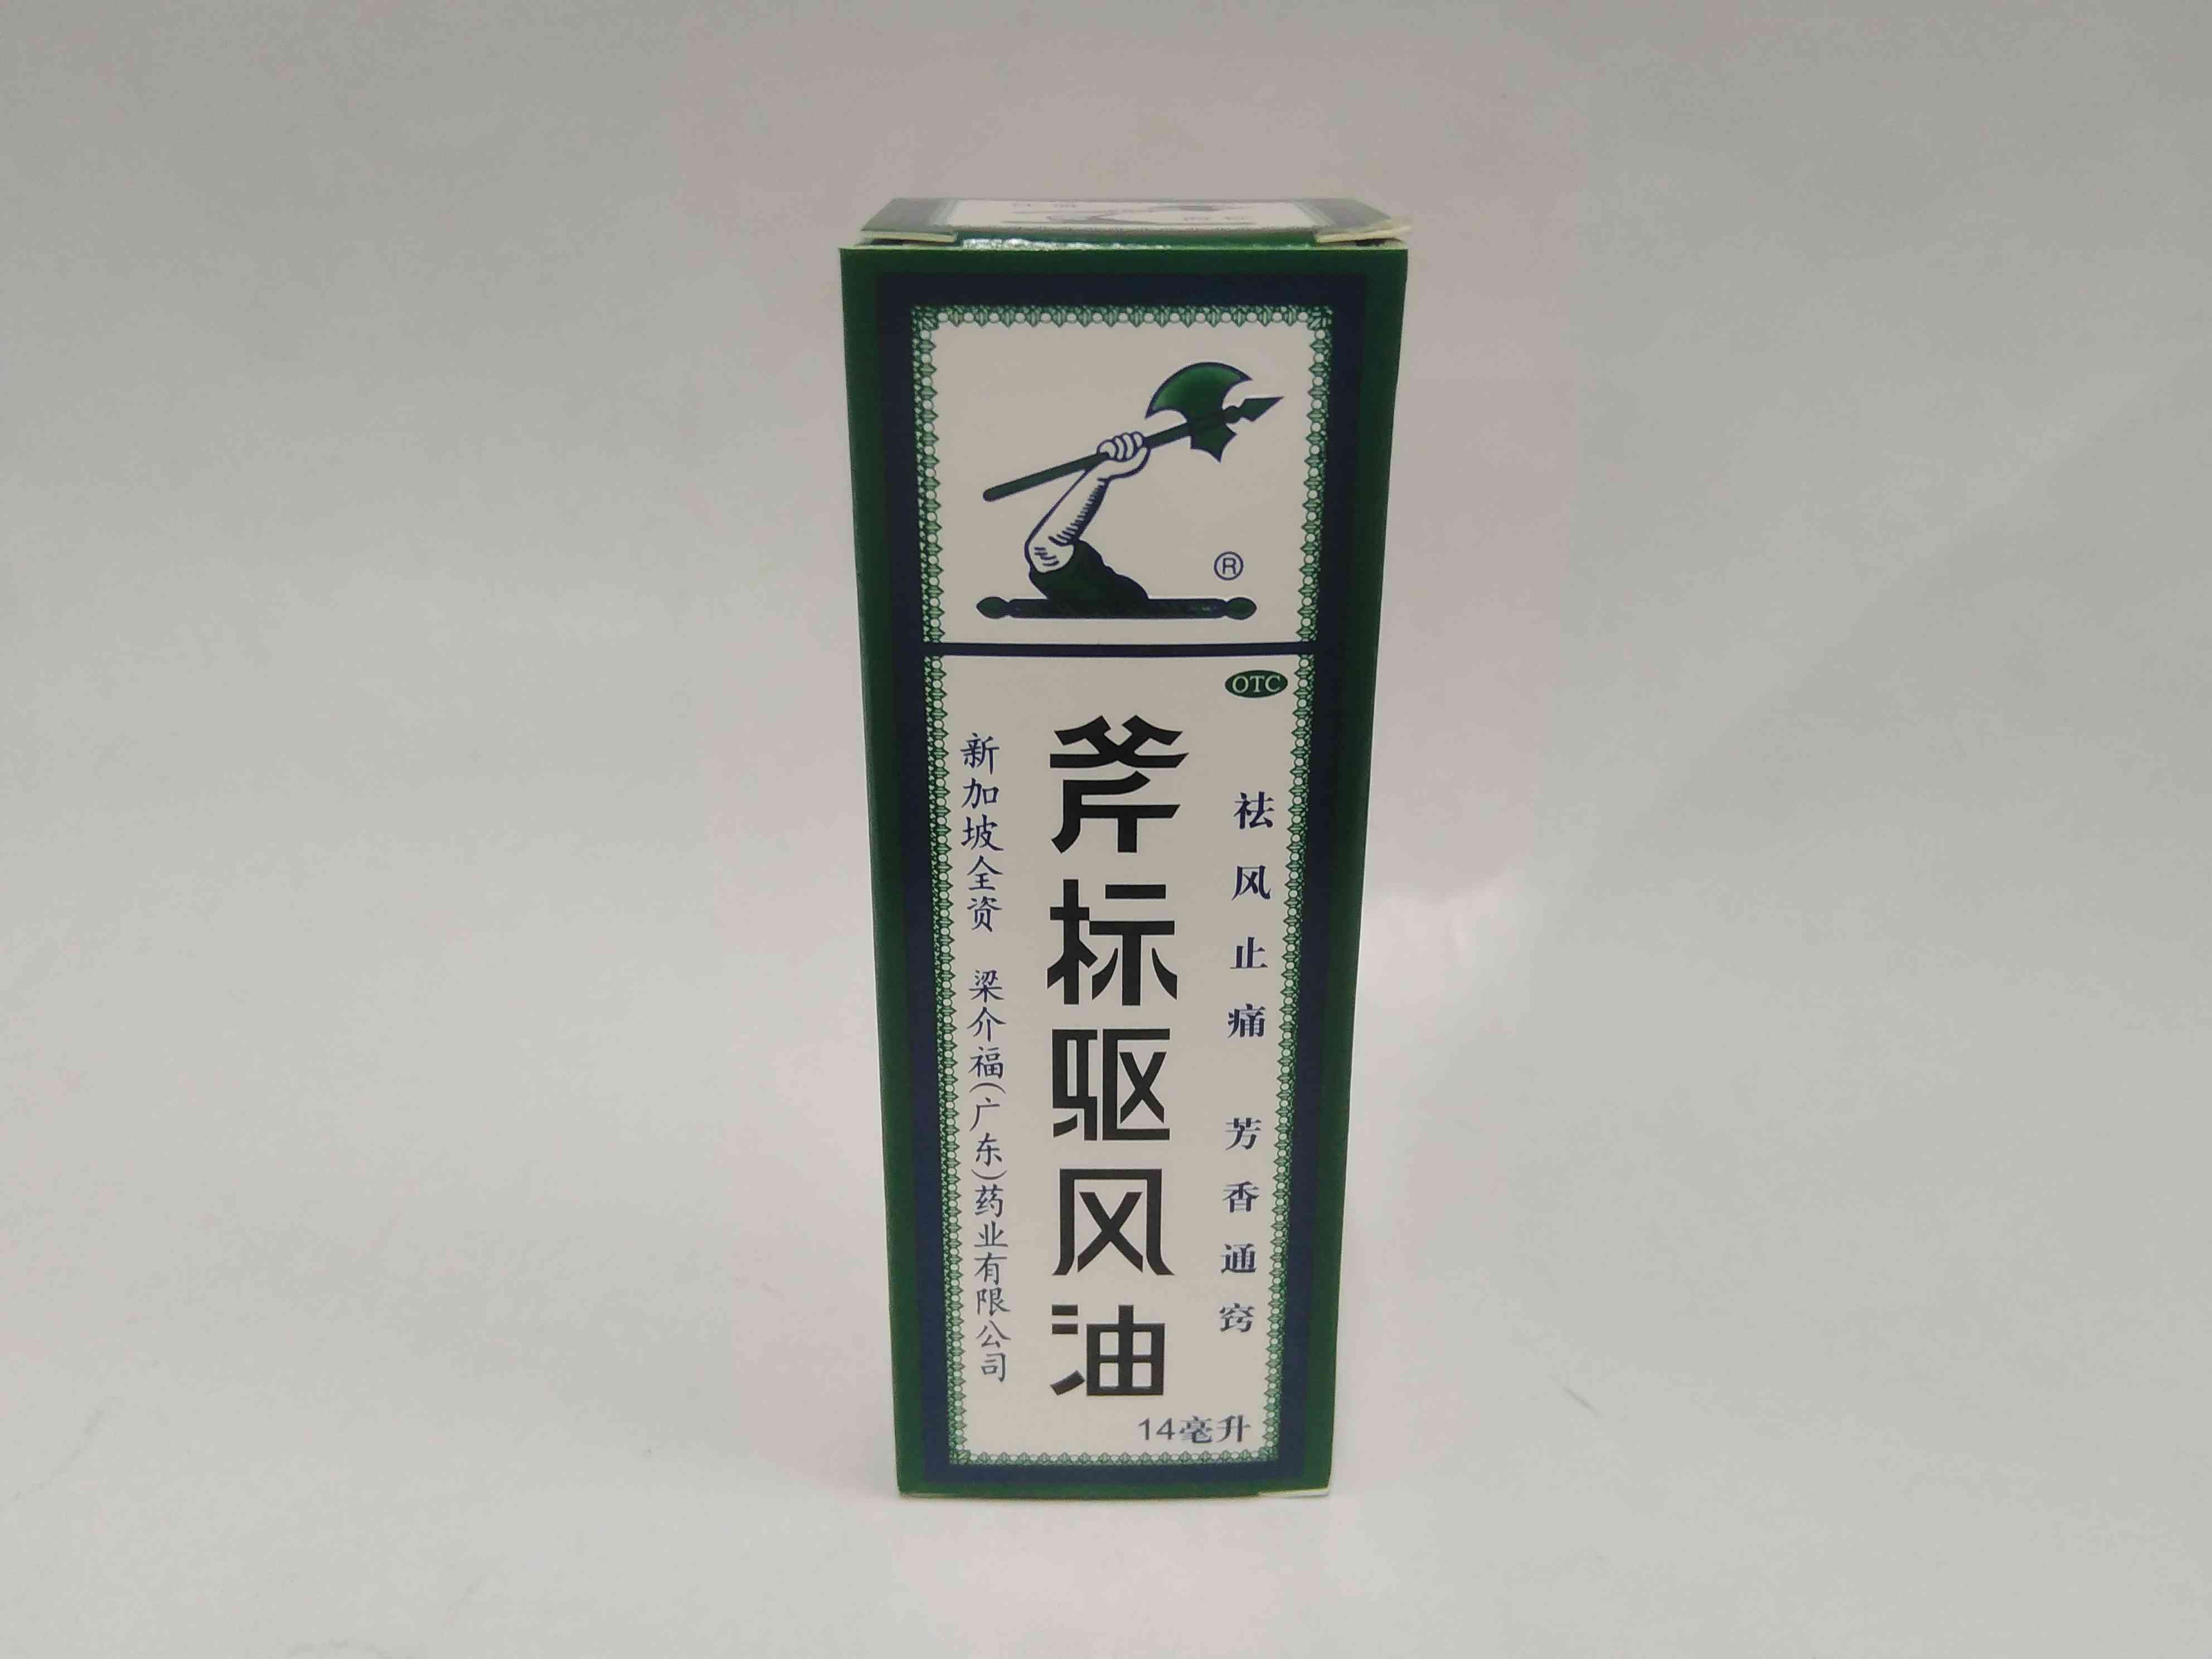 ®
OTC
祛风止痛 芳香通窍
斧标驱风油
新加坡全资 梁介福(广东)药业有限公司
14毫升